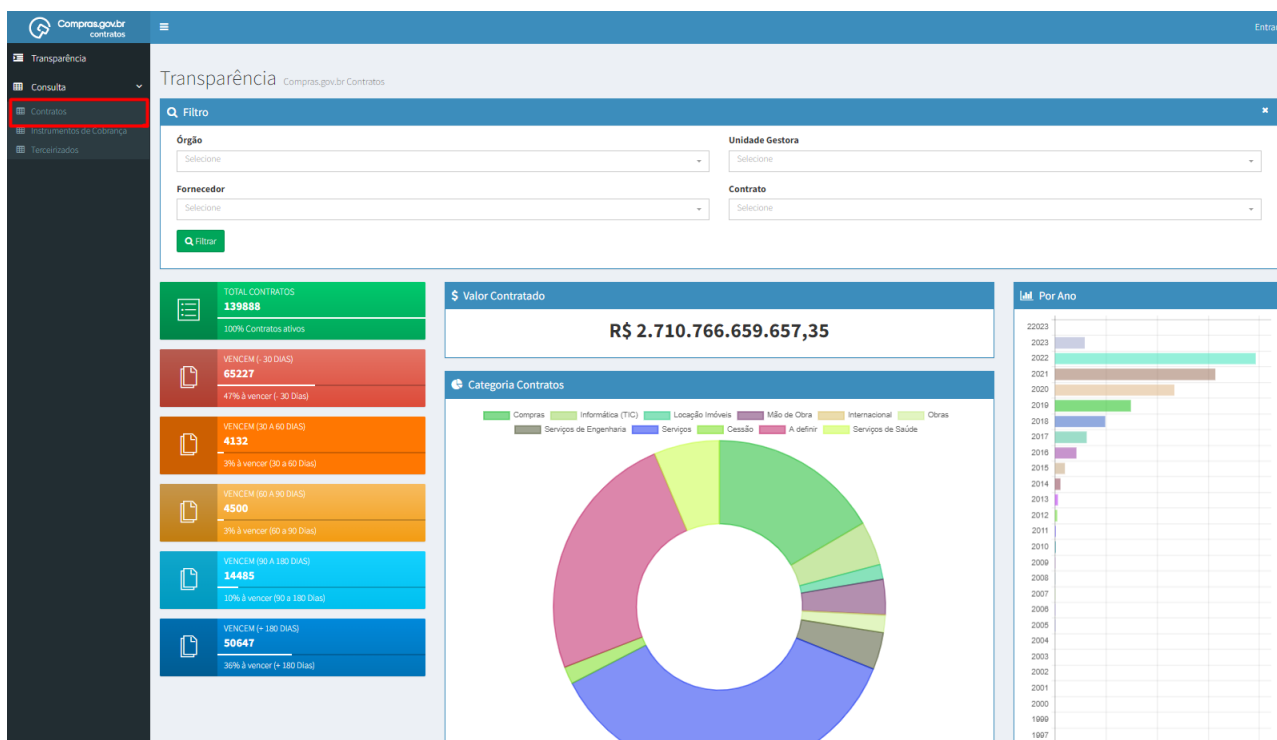 Compras.gov.br
contratos
Entrar
Transparência
Consulta
Contratos
Instrumentos de Cobrança
Terceirizados
Transparência Compras.gov.br Contratos
Filtro
Órgão
Selecione
Unidade Gestora
Selecione
Fornecedor
Selecione
Contrato
Selecione
Filtrar
TOTAL CONTRATOS
139888
100% Contratos ativos
VENCEM (- 30 DIAS)
65227
47% à vencer (- 30 Dias)
VENCEM (30 A 60 DIAS)
4132
3% à vencer (30 a 60 Dias)
VENCEM (60 A 90 DIAS)
4500
3% à vencer (60 a 90 Dias)
VENCEM (90 A 180 DIAS)
14485
10% à vencer (90 a 180 Dias)
VENCEM (+ 180 DIAS)
50647
36% à vencer (+ 180 Dias)
$ Valor Contratado
R$ 2.710.766.659.657,35
Categoria Contratos
Compras Informática (TIC) Locação Imóveis Mão de Obra Internacional Obras
Serviços de Engenharia Serviços Cessão A definir Serviços de Saúde
Por Ano
22023
2023
2022
2021
2020
2019
2018
2017
2016
2015
2014
2013
2012
2011
2010
2009
2008
2007
2006
2005
2004
2003
2002
2001
2000
1999
1997